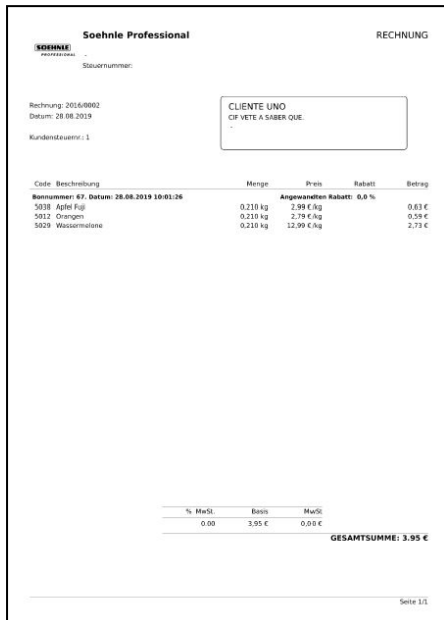 Soehnle Professional
RECHNUNG
SOEHNLE
PROFESSIONAL
-
Steuernummer:
Rechnung: 2016/0002
Datum: 28.08.2019
Kundensteuernr.: 1
CLIENTE UNO
CIF VETE A SABER QUE.
-
Code Beschreibung Menge Preis Rabatt Betrag
Bonnummer: 67. Datum: 28.08.2019 10:01:26 Angewandten Rabatt: 0,0 %
5038 Apfel Fuji 0,210 kg 2,99 €/kg 0,63 €
5012 Orangen 0,210 kg 2,79 €/kg 0,59 €
5029 Wassermelone 0,210 kg 12,99 €/kg 2,73 €
% MwSt. Basis MwSt.
0.00 3,95 € 0,00 €
GESAMTSUMME: 3.95 €
Seite 1/1